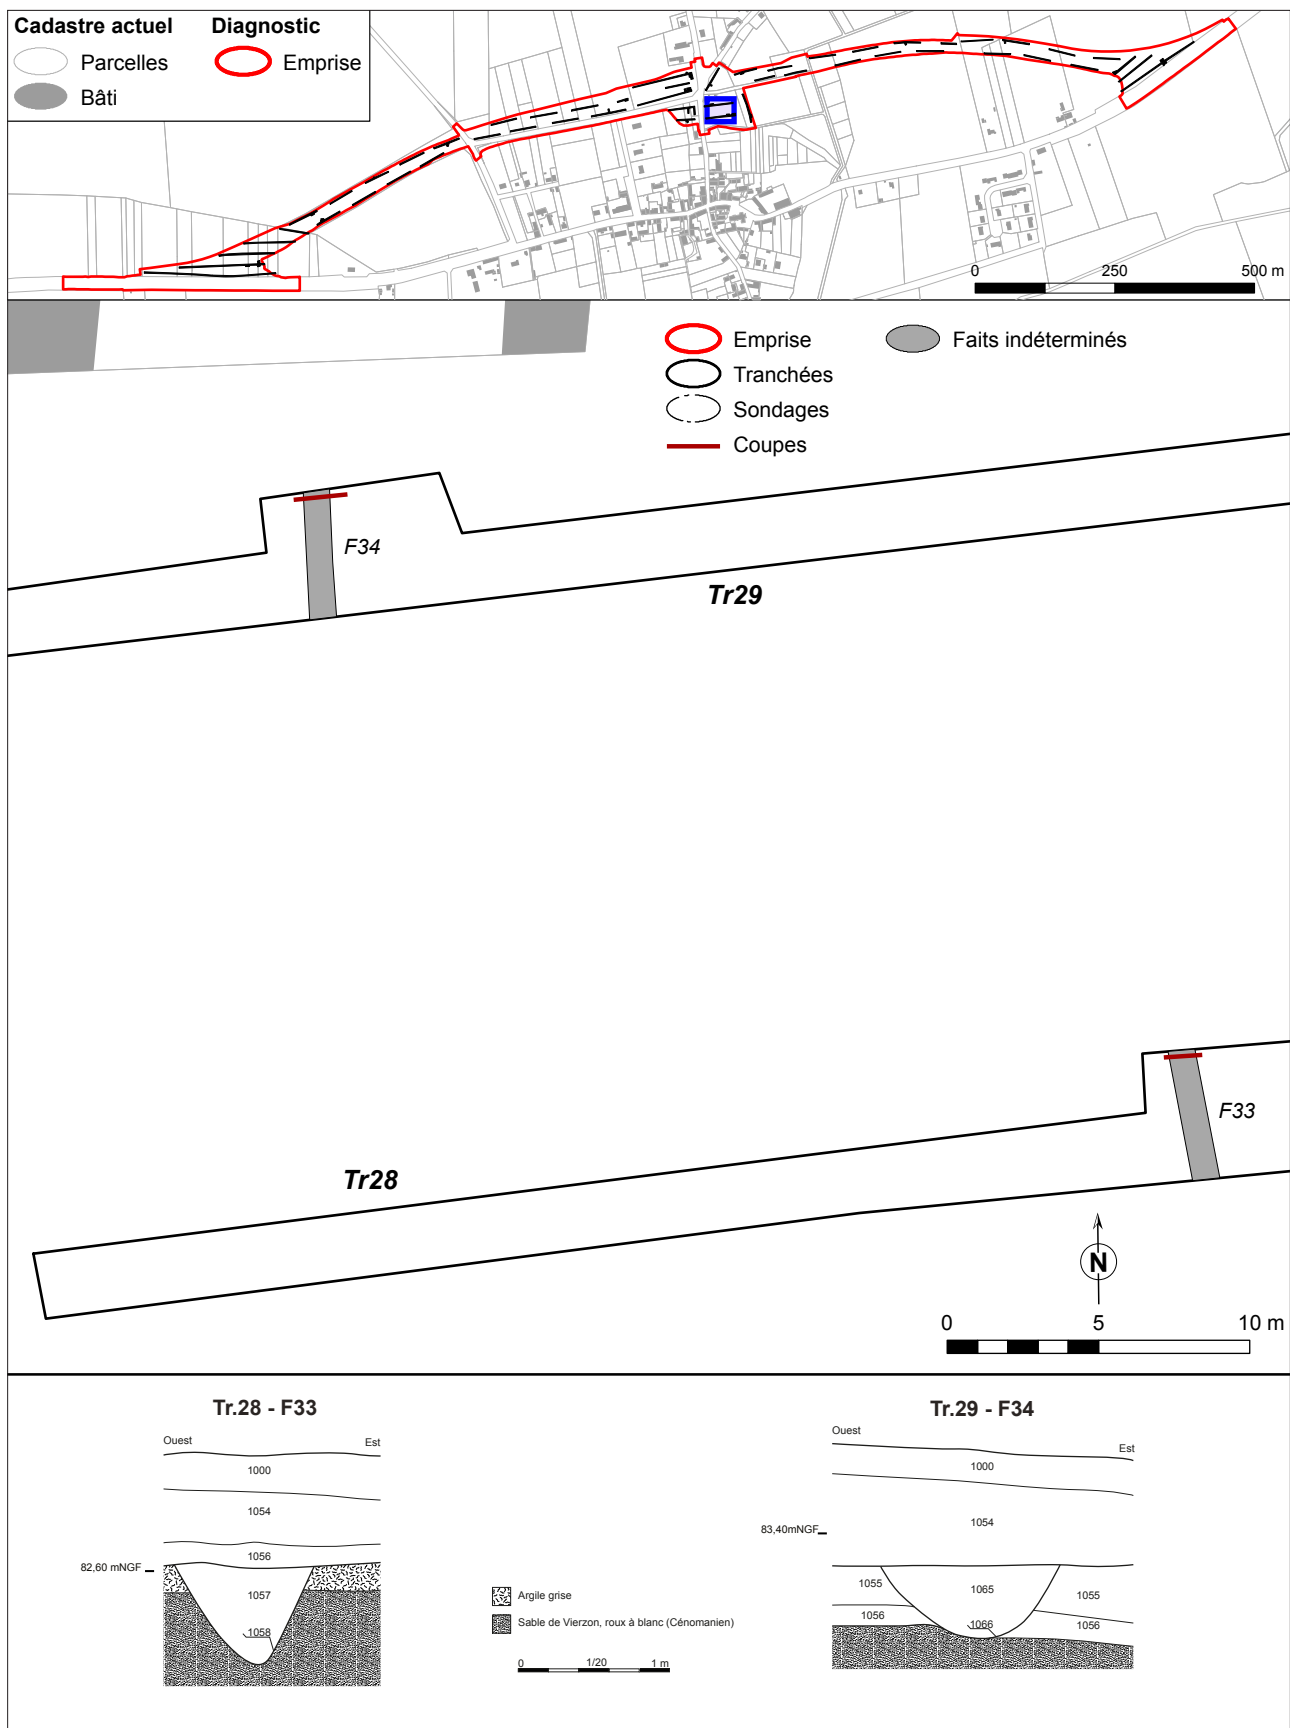 Cadastre actuel Diagnostic
Parcelles Emprise
Bâti
0 250 500 m
Emprise Faits indéterminés
Tranchées
Sondages
Coupes
F34
Tr29
F33
Tr28
N
0 5 10 m
Tr.28 - F33
Ouest Est
1000
1054
1056
82,60 mNGF
1057
1058
Argile grise
Sable de Vierzon, roux à blanc (Cénomanien)
0 1/20 1 m
Tr.29 - F34
Ouest Est
1000
1054
83,40mNGF
1055 1065 1055
1056 1066 1056